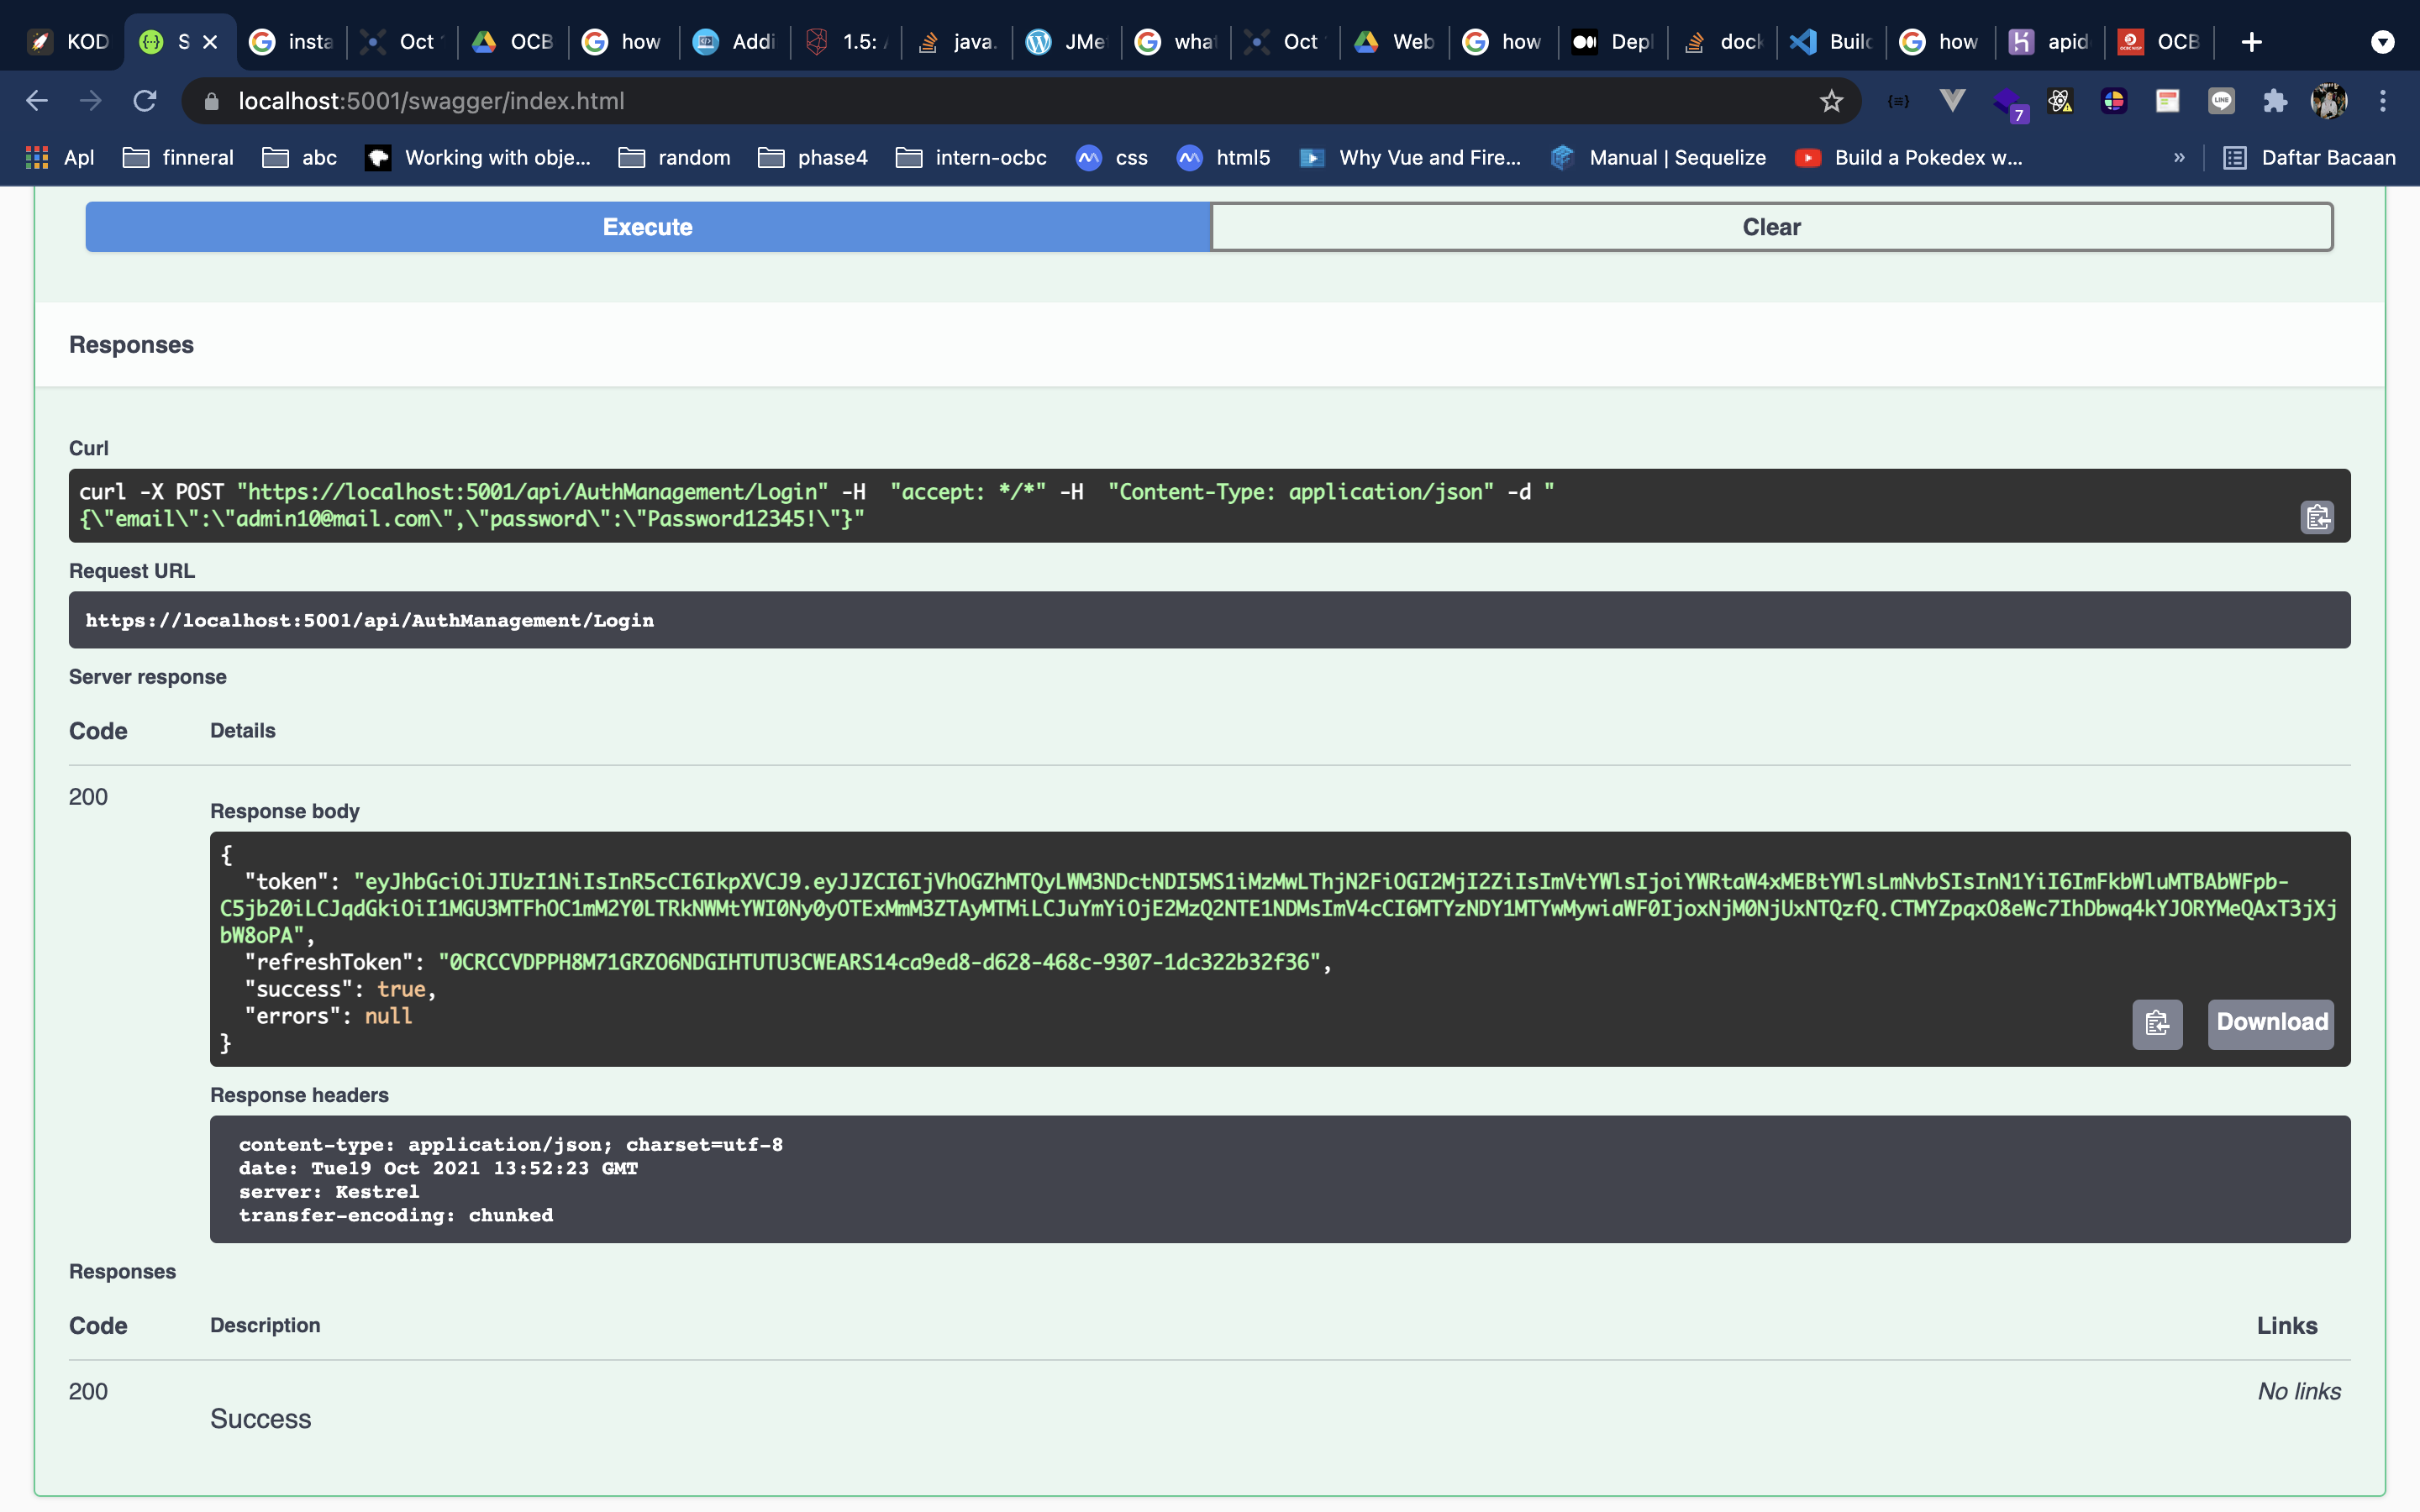 KOD
S
insta
Oct
OCB
how
Addi
1.5:
java.
JMe
what
Oct
Web
how
Depl
dock
Builc
how
apid
OCB
localhost:5001/swagger/index.html
7
Apl
finneral
abc
Working with obje...
random
phase4
intern-ocbc
css
html5
Why Vue and Fire...
Manual | Sequelize
Build a Pokedex w...
»
Daftar Bacaan
Execute
Clear
Responses
Curl
curl -X POST "https://localhost:5001/api/AuthManagement/Login" -H  "accept: */*" -H  "Content-Type: application/json" -d "
{\"email\":\"admin10@mail.com\",\"password\":\"Password12345!\"}"
Request URL
https://localhost:5001/api/AuthManagement/Login
Server response
Code
Details
200
Response body
{
"token": "eyJhbGciOiJIUzI1NiIsInR5cCI6IkpXVCJ9.eyJJZCI6IjVhOGZhMTQyLWM3NDctNDI5MS1iMzMwLThjN2FiOGI2MjI2ZiIsImVtYWlsIjoiYWRtaW4xMEBtYWlsLmNvbSIsInN1YiI6ImFkbWluMTBAbWFpb-
C5jb20iLCJqdGkiOiI1MGU3MTFhOC1mM2Y0LTRkNWMtYWI0Ny0yOTExMmM3ZTAyMTMiLCJuYmYiOjE2MzQ2NTE1NDMsImV4cCI6MTYzNDY1MTYwMywiaWF0IjoxNjM0NjUxNTQzfQ.CTMYZpqxO8eWc7IhDbwq4kYJORYMeQAxT3jXj
bW8oPA",
"refreshToken": "0CRCCVDPPH8M71GRZO6NDGIHTUTU3CWEARS14ca9ed8-d628-468c-9307-1dc322b32f36",
"success": true,
"errors": null
}
Download
Response headers
content-type: application/json; charset=utf-8
date: Tue19 Oct 2021 13:52:23 GMT
server: Kestrel
transfer-encoding: chunked
Responses
Code
Description
Links
200
Success
No links